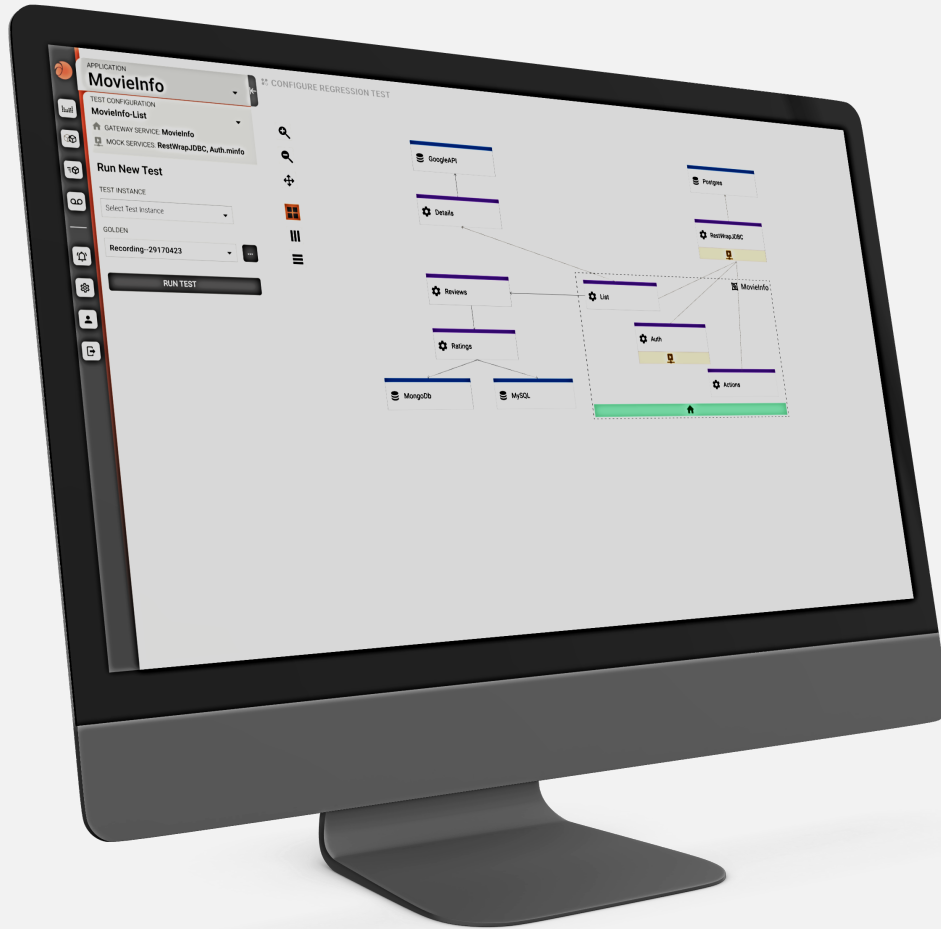 APPLICATION
MovieInfo
TEST CONFIGURATION
MovieInfo-List
GATEWAY SERVICE: MovieInfo
MOCK SERVICES: RestWrapJDBC, Auth.minfo
Run New Test
TEST INSTANCE
Select Test Instance
GOLDEN
Recording--29170423
...
RUN TEST
CONFIGURE REGRESSION TEST
GoogleAPI
Postgres
Details
RestWrapJDBC
MovieInfo
Reviews
List
Ratings
Auth
Actions
MongoDb
MySQL